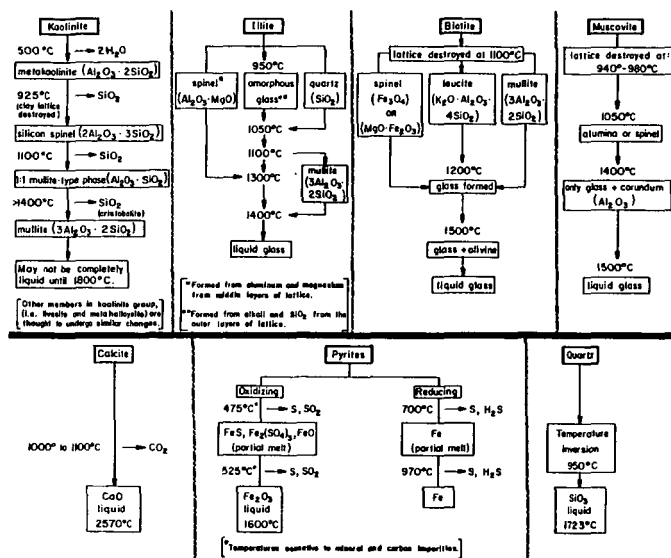 Kaolinite
500°C → 2H₂O
metakaolinite (Al₂O₃ · 2SiO₂)
925°C → SiO₂
(clay lattice
destroyed)
silicon spinel (2Al₂O₃ · 3SiO₂)
1100°C → SiO₂
1:1 mullite-type phase (Al₂O₃ · SiO₂)
>1400°C → SiO₂
(cristobalite)
mullite (3Al₂O₃ · 2SiO₂)
May not be completely
liquid until 1800°C.
[Other members in kaolinite group,
(i.e. livesite and metahalloysite) are
thought to undergo similar changes.]
Illite
950°C
spinel*
(Al₂O₃·MgO)
amorphous
glass**
quartz
(SiO₂)
1050°C
1100°C
1300°C
mullite
(3Al₂O₃·
2SiO₂)
1400°C
liquid glass
*Formed from aluminum and magnesium
from middle layers of lattice.
**Formed from alkali and SiO₂ from the
outer layers of lattice.
Biotite
lattice destroyed at 1100°C
spinel
(Fe₃O₄)
OR
(MgO·Fe₂O₃)
leucite
(K₂O·Al₂O₃·
4SiO₂)
mullite
(3Al₂O₃·
2SiO₂)
1200°C
glass formed
1500°C
glass + olivine
liquid glass
Muscovite
lattice destroyed at:
940°-980°C
1050°C
alumina or spinel
1400°C
only glass + corundum
(Al₂O₃)
1500°C
liquid glass
Calcite
1000° to 1100°C → CO₂
CaO
liquid
2570°C
Pyrites
Oxidizing
475°C* → S, SO₂
FeS, Fe₂(SO₄)₃, FeO
(partial melt)
525°C* → S, SO₂
Fe₂O₃
liquid
1600°C
Reducing
700°C → S, H₂S
Fe
(partial melt)
970°C → S, H₂S
Fe
[*Temperatures sensitive to mineral and carbon impurities.]
Quartz
Temperature
inversion
950°C
SiO₃
liquid
1723°C